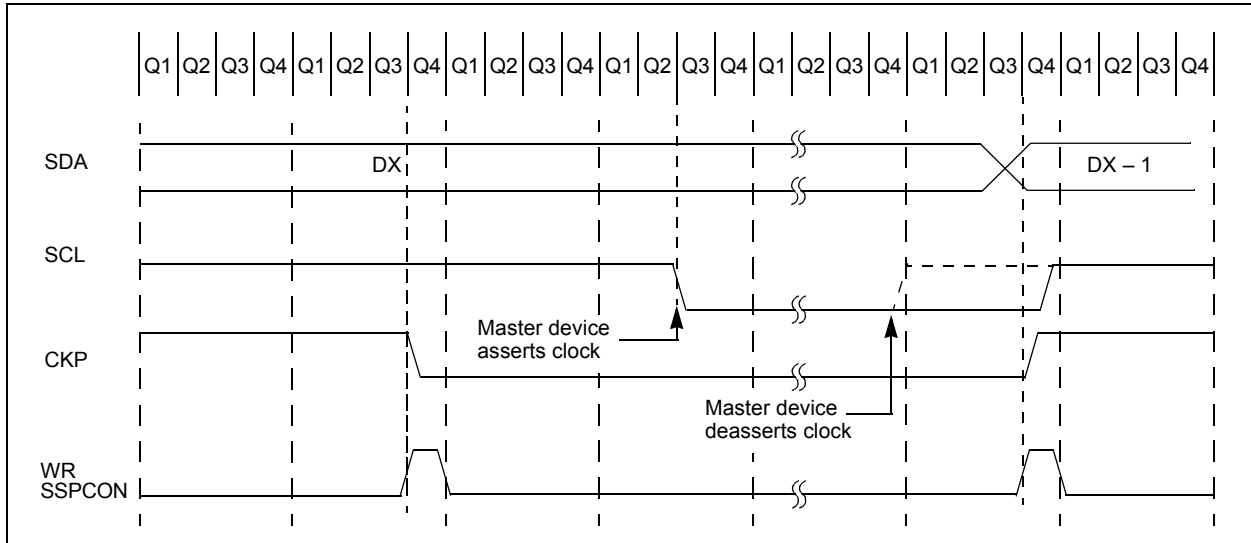 Q1 Q2 Q3 Q4 Q1 Q2 Q3 Q4 Q1 Q2 Q3 Q4 Q1 Q2 Q3 Q4 Q1 Q2 Q3 Q4 Q1 Q2 Q3 Q4 Q1 Q2 Q3 Q4
SDA
DX
DX – 1
SCL
Master device
asserts clock
CKP
Master device
deasserts clock
WR
SSPCON